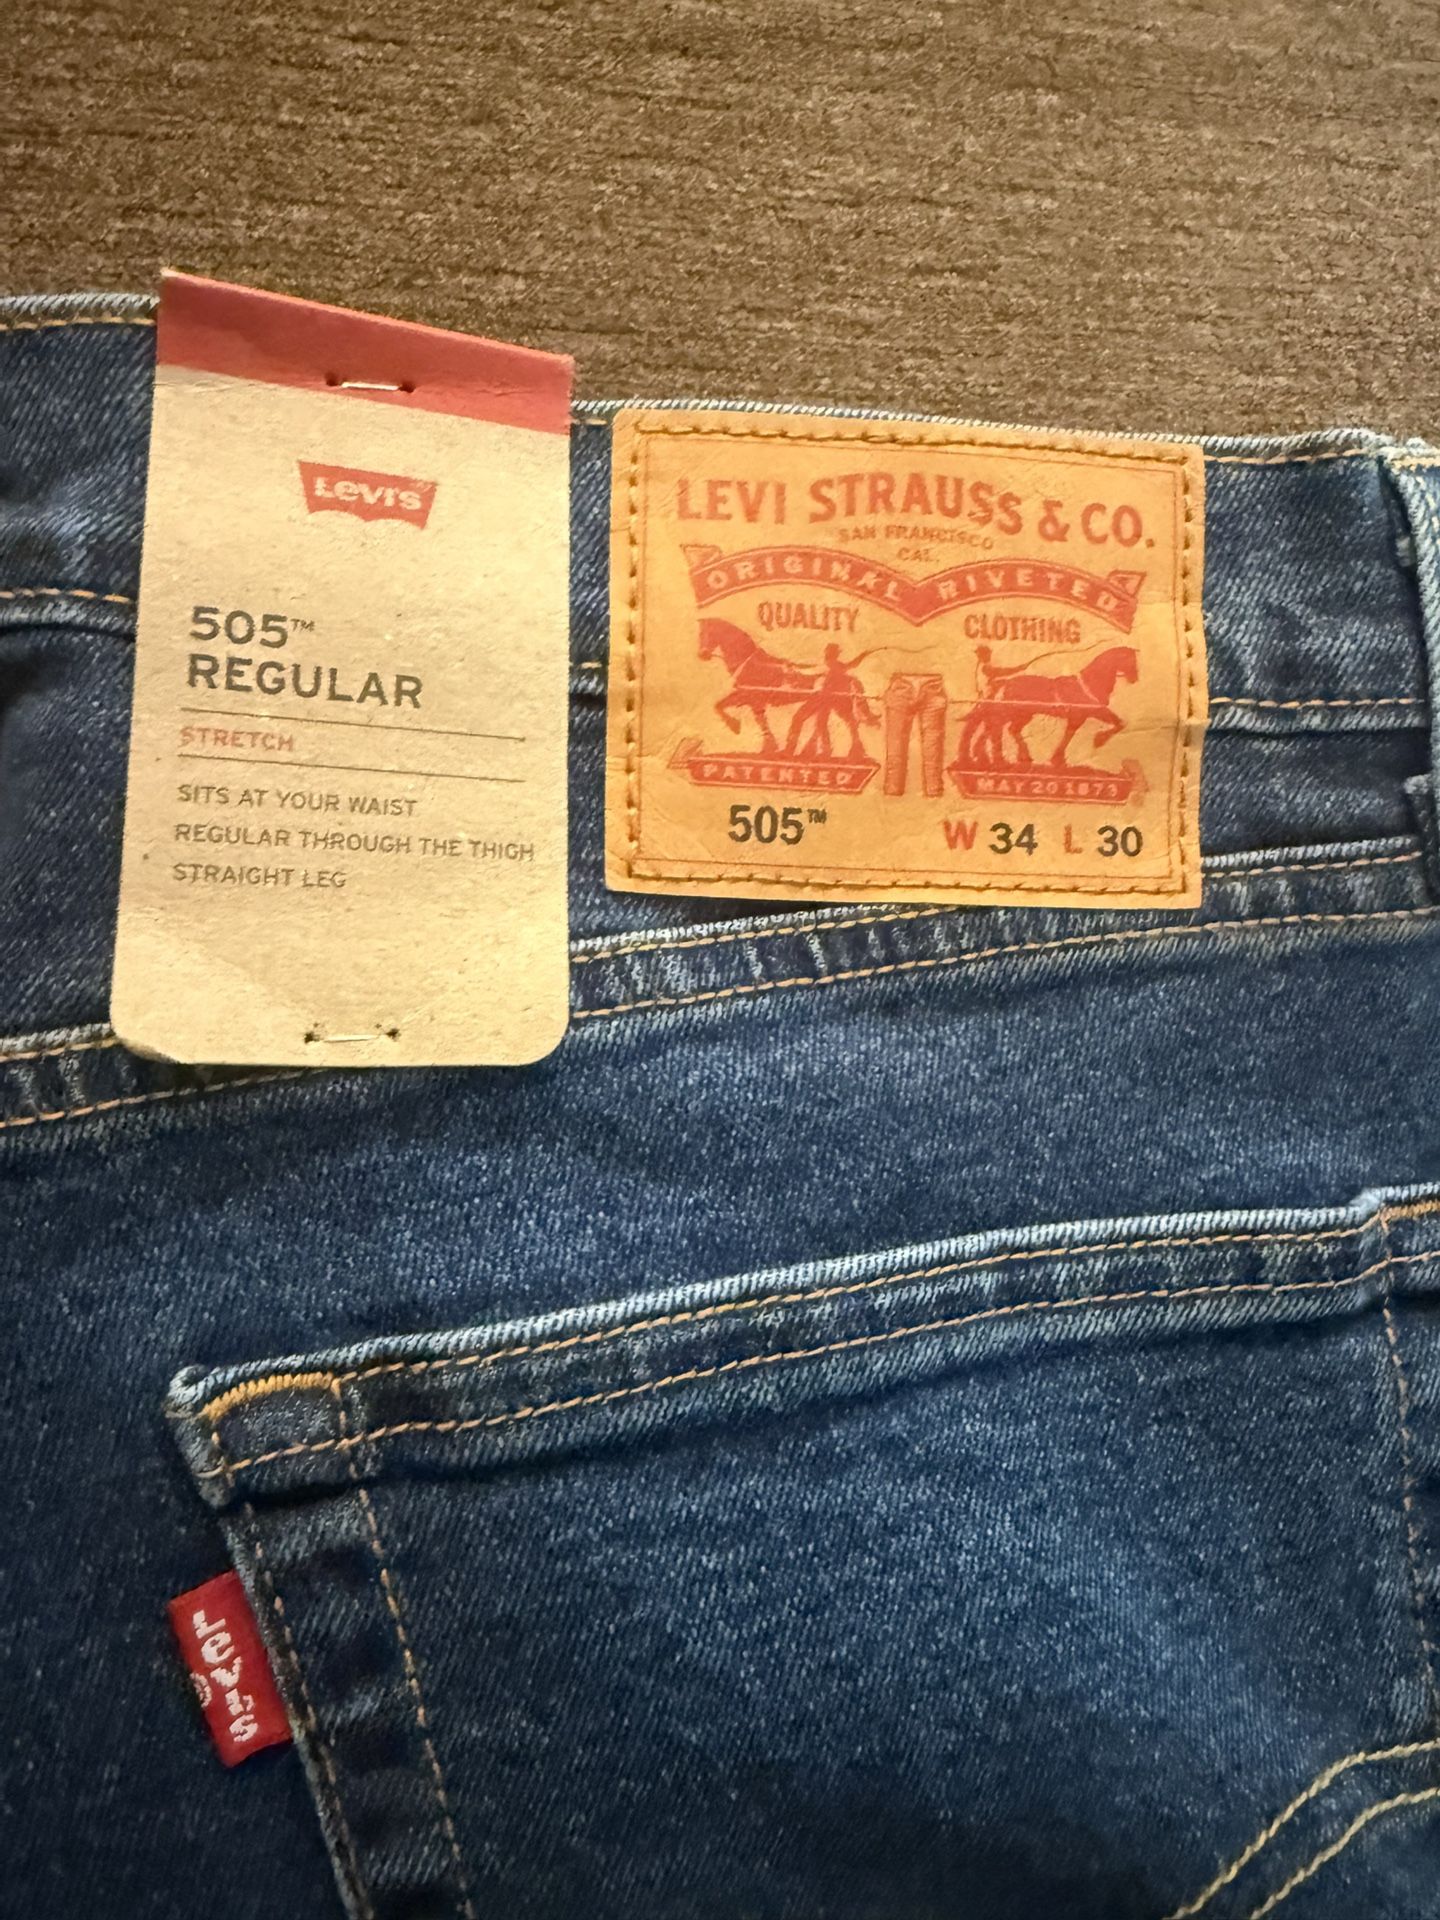 Levi's
505™
REGULAR
STRETCH
SITS AT YOUR WAIST
REGULAR THROUGH THE THIGH
STRAIGHT LEG
LEVI STRAUSS & CO.
SAN FRANCISCO
CAL.
ORIGINAL RIVETED
QUALITY CLOTHING
PATENTED MAY 20 1873
505™ W 34 L 30
Levi's
®